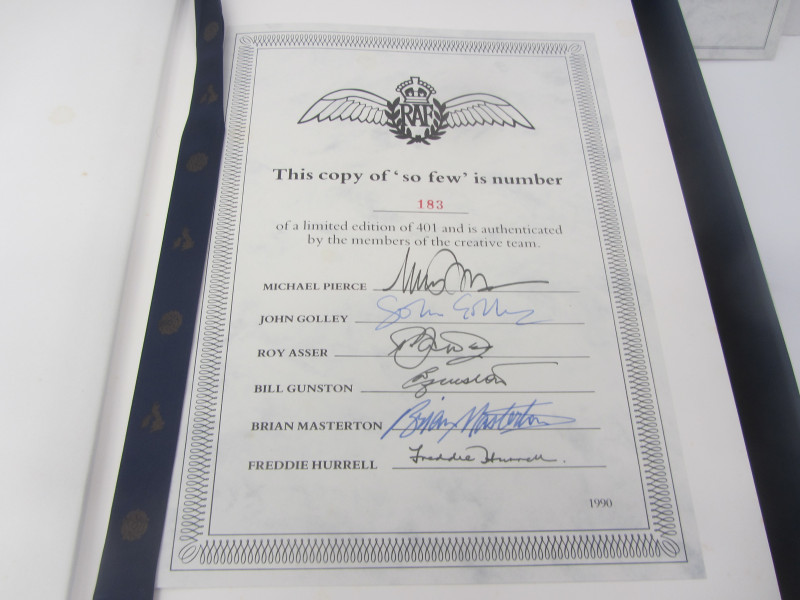 RAF
This copy of 'so few' is number
183
of a limited edition of 401 and is authenticated
by the members of the creative team.
MICHAEL PIERCE
JOHN GOLLEY John Golley
ROY ASSER
BILL GUNSTON Gunston
BRIAN MASTERTON Brian Masterton
FREDDIE HURRELL Freddie Hurrell.
1990